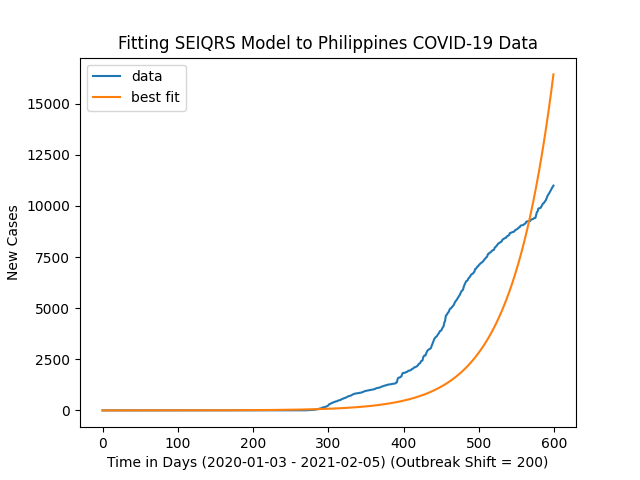 Fitting SEIQRS Model to Philippines COVID-19 Data
data
best fit
15000
12500
10000
7500
5000
2500
0
New Cases
0 100 200 300 400 500 600
Time in Days (2020-01-03 - 2021-02-05) (Outbreak Shift = 200)